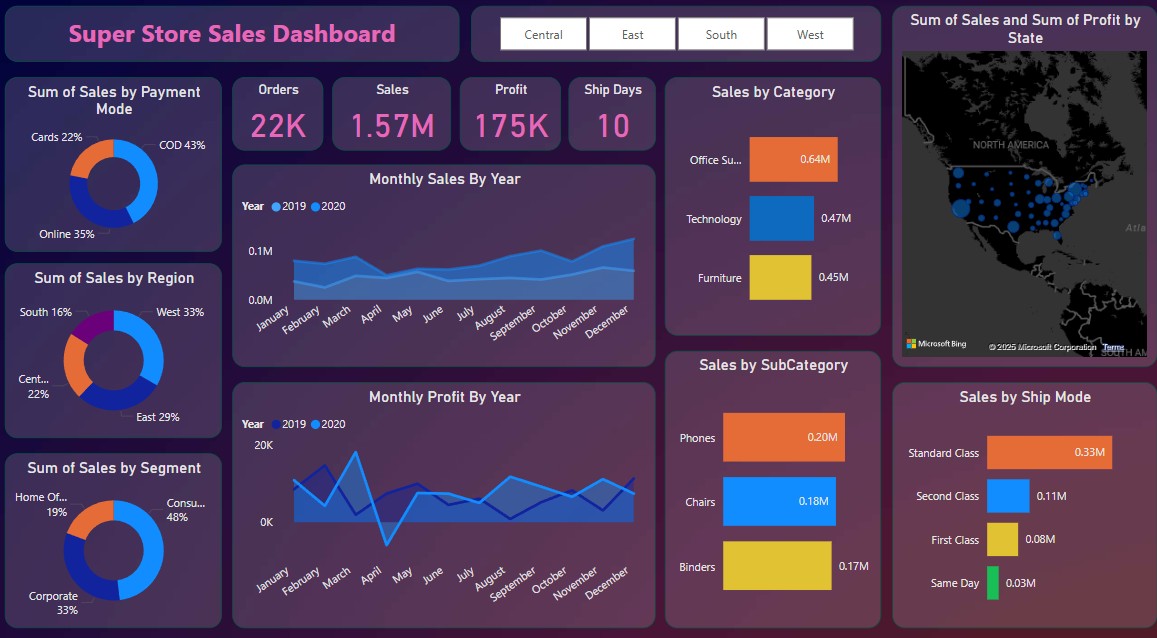 Super Store Sales Dashboard
Central
East
South
West
Sum of Sales and Sum of Profit by
State
NORTH AMERICA
Atla
SOUTH AM
Microsoft Bing
© 2025 Microsoft Corporation Terms
Sum of Sales by Payment
Mode
Cards 22%
COD 43%
Online 35%
Orders
22K
Sales
1.57M
Profit
175K
Ship Days
10
Sales by Category
Office Su...
0.64M
Technology
0.47M
Furniture
0.45M
Monthly Sales By Year
Year 2019 2020
0.1M
0.0M
January
February
March
April
May
June
July
August
September
October
November
December
Sum of Sales by Region
South 16%
West 33%
Cent...
22%
East 29%
Monthly Profit By Year
Year 2019 2020
20K
0K
January
February
March
April
May
June
July
August
September
October
November
December
Sales by SubCategory
Phones
0.20M
Chairs
0.18M
Binders
0.17M
Sales by Ship Mode
Standard Class
0.33M
Second Class
0.11M
First Class
0.08M
Same Day
0.03M
Sum of Sales by Segment
Home Of...
19%
Consu...
48%
Corporate
33%